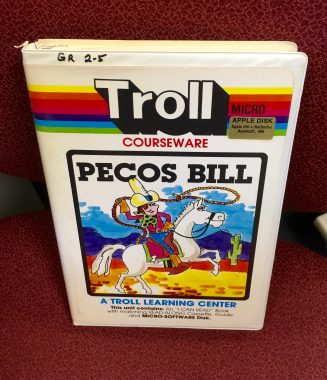 GR 2-5
Troll
MICRO
APPLE DISK
COURSEWARE
PECOS BILL
A TROLL LEARNING CENTER
This unit contains: An "I CAN READ" Book
with matching READ-ALONG Cassette, Guide
and MICRO-SOFTWARE Disk.